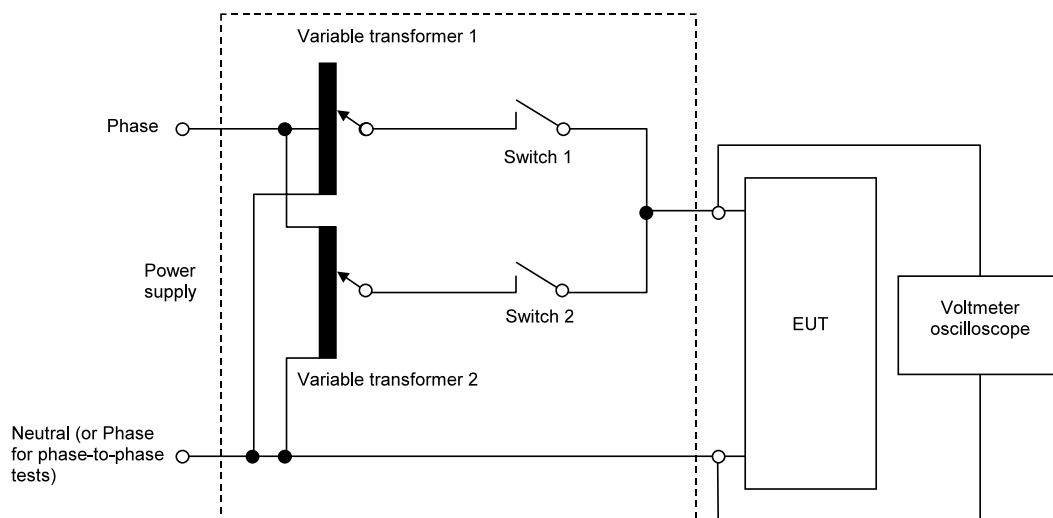 Variable transformer 1
Phase
Switch 1
Power
supply
Switch 2
EUT
Voltmeter
oscilloscope
Variable transformer 2
Neutral (or Phase
for phase-to-phase
tests)